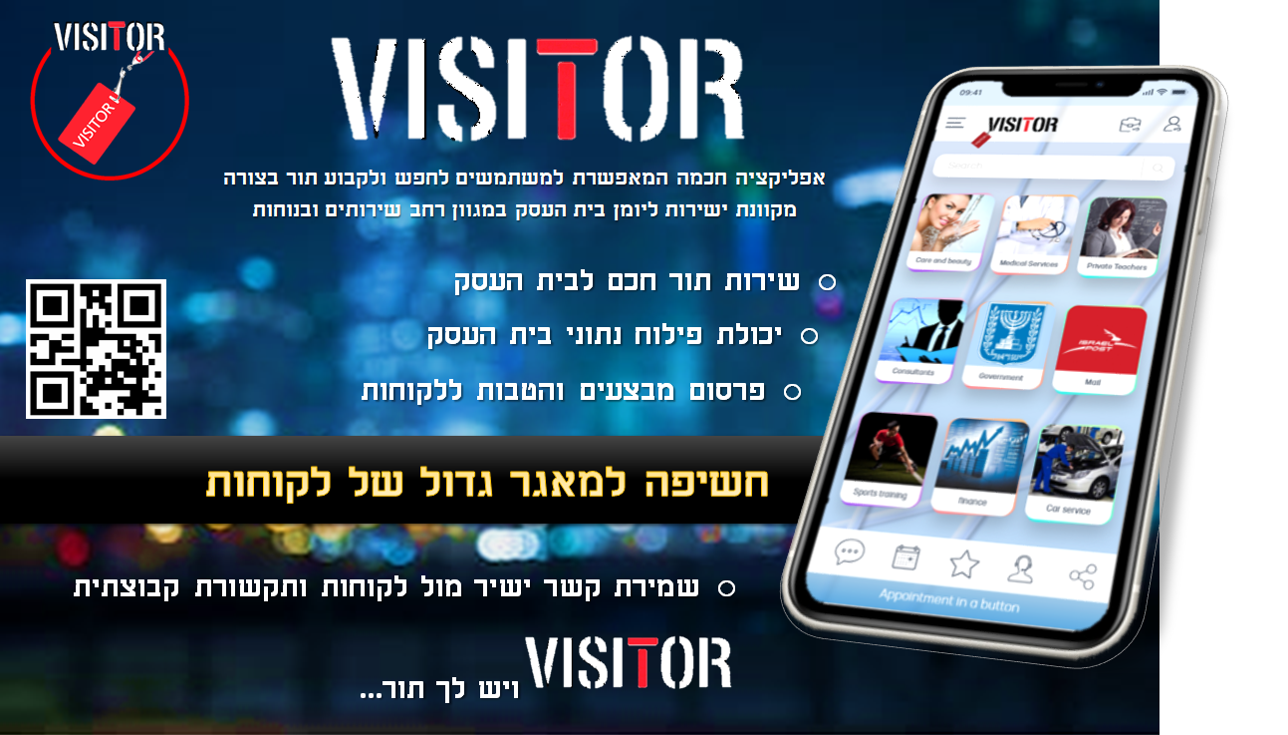 VISITOR
VISITOR
VISITOR
אפליקציה חכמה המאפשרת למשתמשים לחפש ולקבוע תור בצורה
מקוונת ישירות ליומן בית העסק במגוון רחב שירותים ובנוחות
שירות תור חכם לבית העסק
יכולת פילוח נתוני בית העסק
פרסום מבצעים והטבות ללקוחות
חשיפה למאגר גדול של לקוחות
שמירת קשר ישיר מול לקוחות ותקשורת קבוצתית
VISITOR
ויש לך תור...
09:41
VISITOR
Search
Care and beauty
Medical Services
Private Teachers
Consultants
ישראל
Government
ISRAEL
POST
Mail
Sports training
finance
Car service
Appointment in a button